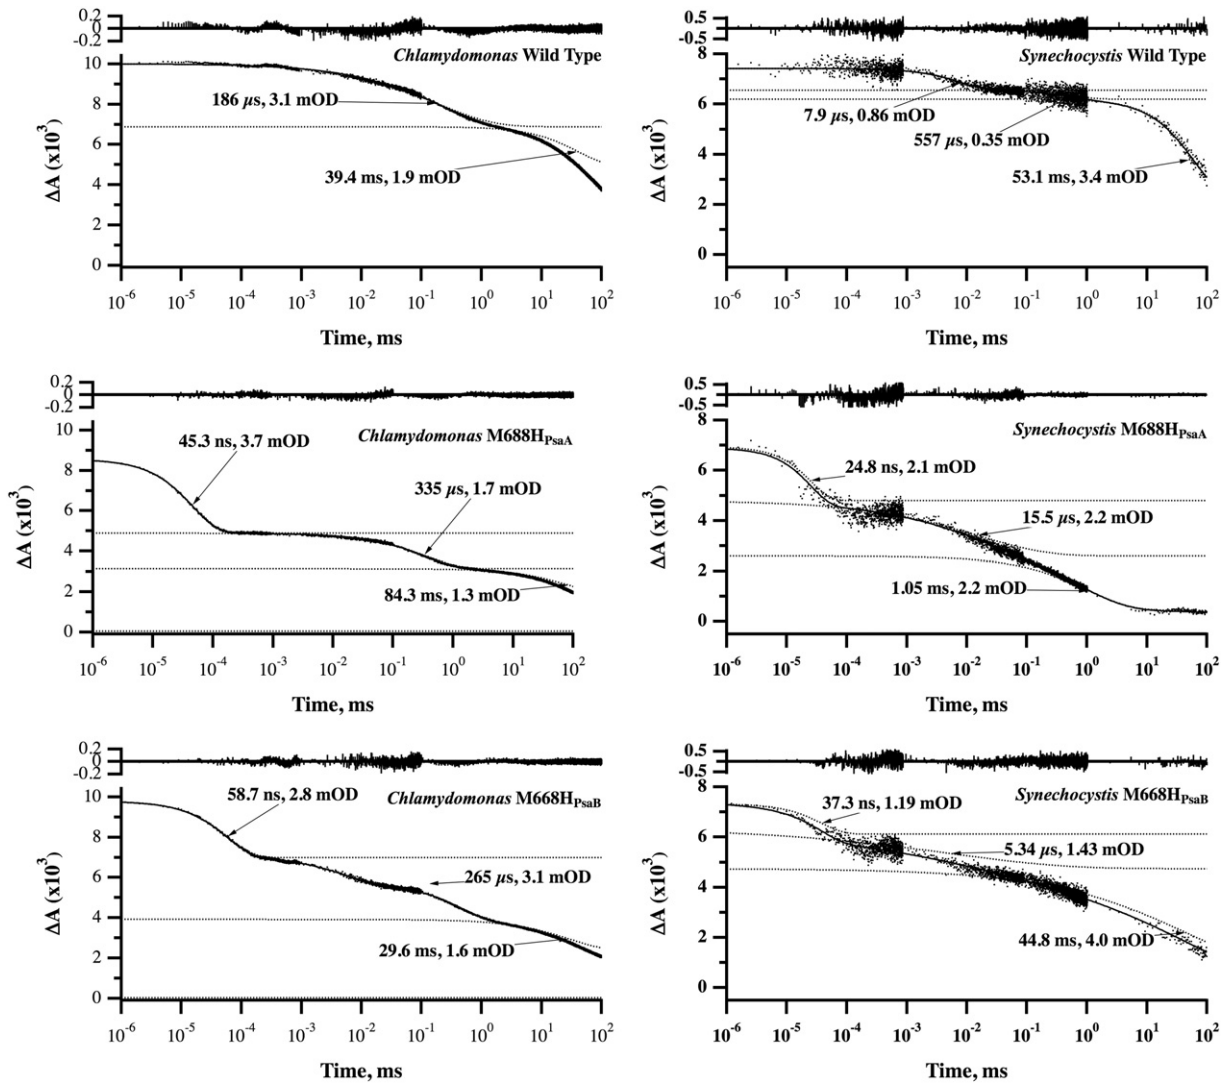 0.2
0
-0.2
Chlamydomonas Wild Type
10
8
6
4
2
0
ΔA (x10³)
186 µs, 3.1 mOD
39.4 ms, 1.9 mOD
10⁻⁶ 10⁻⁵ 10⁻⁴ 10⁻³ 10⁻² 10⁻¹ 10⁰ 10¹ 10²
Time, ms
0.5
0
-0.5
Synechocystis Wild Type
8
6
4
2
0
ΔA (x10³)
7.9 µs, 0.86 mOD
557 µs, 0.35 mOD
53.1 ms, 3.4 mOD
10⁻⁶ 10⁻⁵ 10⁻⁴ 10⁻³ 10⁻² 10⁻¹ 10⁰ 10¹ 10²
Time, ms
0.2
0
-0.2
Chlamydomonas M688H_PsaA
10
8
6
4
2
0
ΔA (x10³)
45.3 ns, 3.7 mOD
335 µs, 1.7 mOD
84.3 ms, 1.3 mOD
10⁻⁶ 10⁻⁵ 10⁻⁴ 10⁻³ 10⁻² 10⁻¹ 10⁰ 10¹ 10²
Time, ms
0.5
0
-0.5
Synechocystis M688H_PsaA
8
6
4
2
0
ΔA (x10³)
24.8 ns, 2.1 mOD
15.5 µs, 2.2 mOD
1.05 ms, 2.2 mOD
10⁻⁶ 10⁻⁵ 10⁻⁴ 10⁻³ 10⁻² 10⁻¹ 10⁰ 10¹ 10²
Time, ms
0.2
0
-0.2
Chlamydomonas M668H_PsaB
10
8
6
4
2
0
ΔA (x10³)
58.7 ns, 2.8 mOD
265 µs, 3.1 mOD
29.6 ms, 1.6 mOD
10⁻⁶ 10⁻⁵ 10⁻⁴ 10⁻³ 10⁻² 10⁻¹ 10⁰ 10¹ 10²
Time, ms
0.5
0
-0.5
Synechocystis M668H_PsaB
8
6
4
2
0
ΔA (x10³)
37.3 ns, 1.19 mOD
5.34 µs, 1.43 mOD
44.8 ms, 4.0 mOD
10⁻⁶ 10⁻⁵ 10⁻⁴ 10⁻³ 10⁻² 10⁻¹ 10⁰ 10¹ 10²
Time, ms